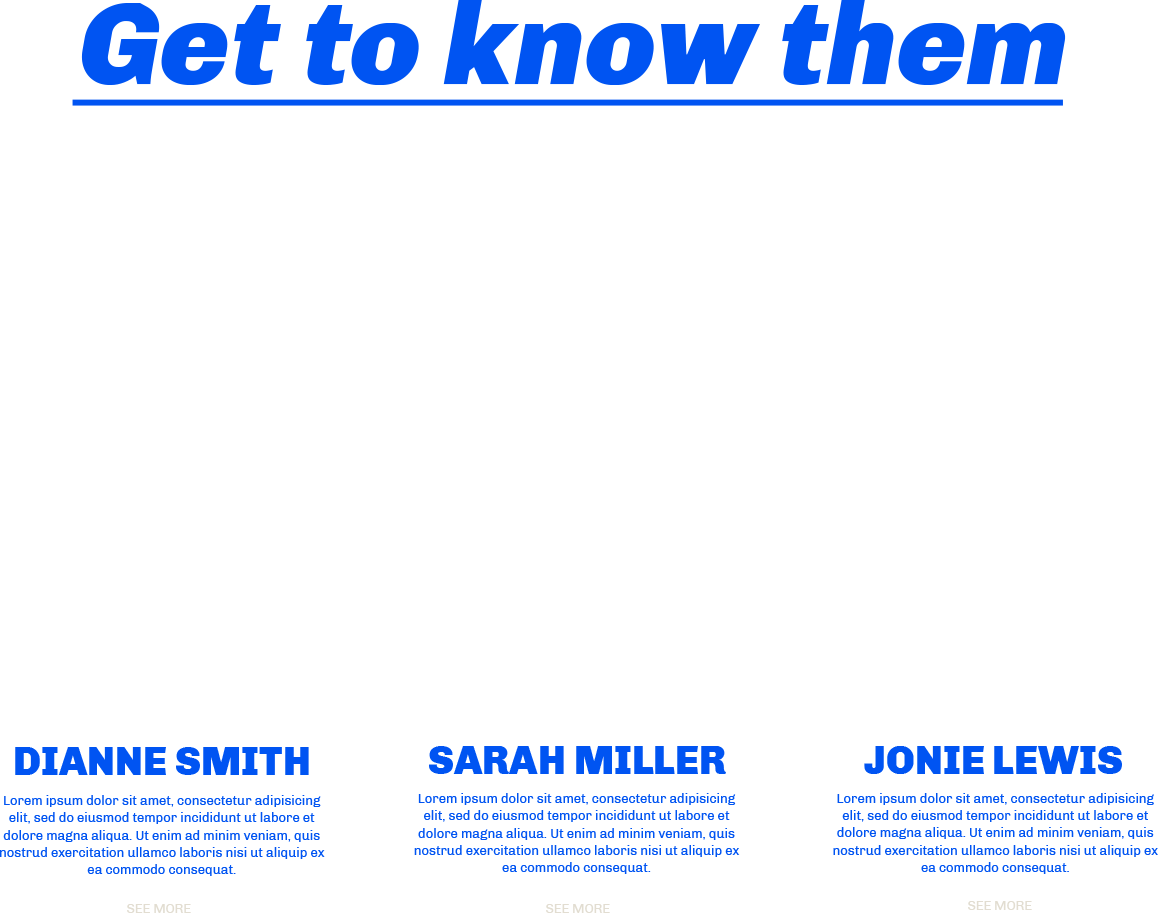 Get to know them
DIANNE SMITH
Lorem ipsum dolor sit amet, consectetur adipisicing
elit, sed do eiusmod tempor incididunt ut labore et
dolore magna aliqua. Ut enim ad minim veniam, quis
nostrud exercitation ullamco laboris nisi ut aliquip ex
ea commodo consequat.
SEE MORE
SARAH MILLER
Lorem ipsum dolor sit amet, consectetur adipisicing
elit, sed do eiusmod tempor incididunt ut labore et
dolore magna aliqua. Ut enim ad minim veniam, quis
nostrud exercitation ullamco laboris nisi ut aliquip ex
ea commodo consequat.
SEE MORE
JONIE LEWIS
Lorem ipsum dolor sit amet, consectetur adipisicing
elit, sed do eiusmod tempor incididunt ut labore et
dolore magna aliqua. Ut enim ad minim veniam, quis
nostrud exercitation ullamco laboris nisi ut aliquip ex
ea commodo consequat.
SEE MORE